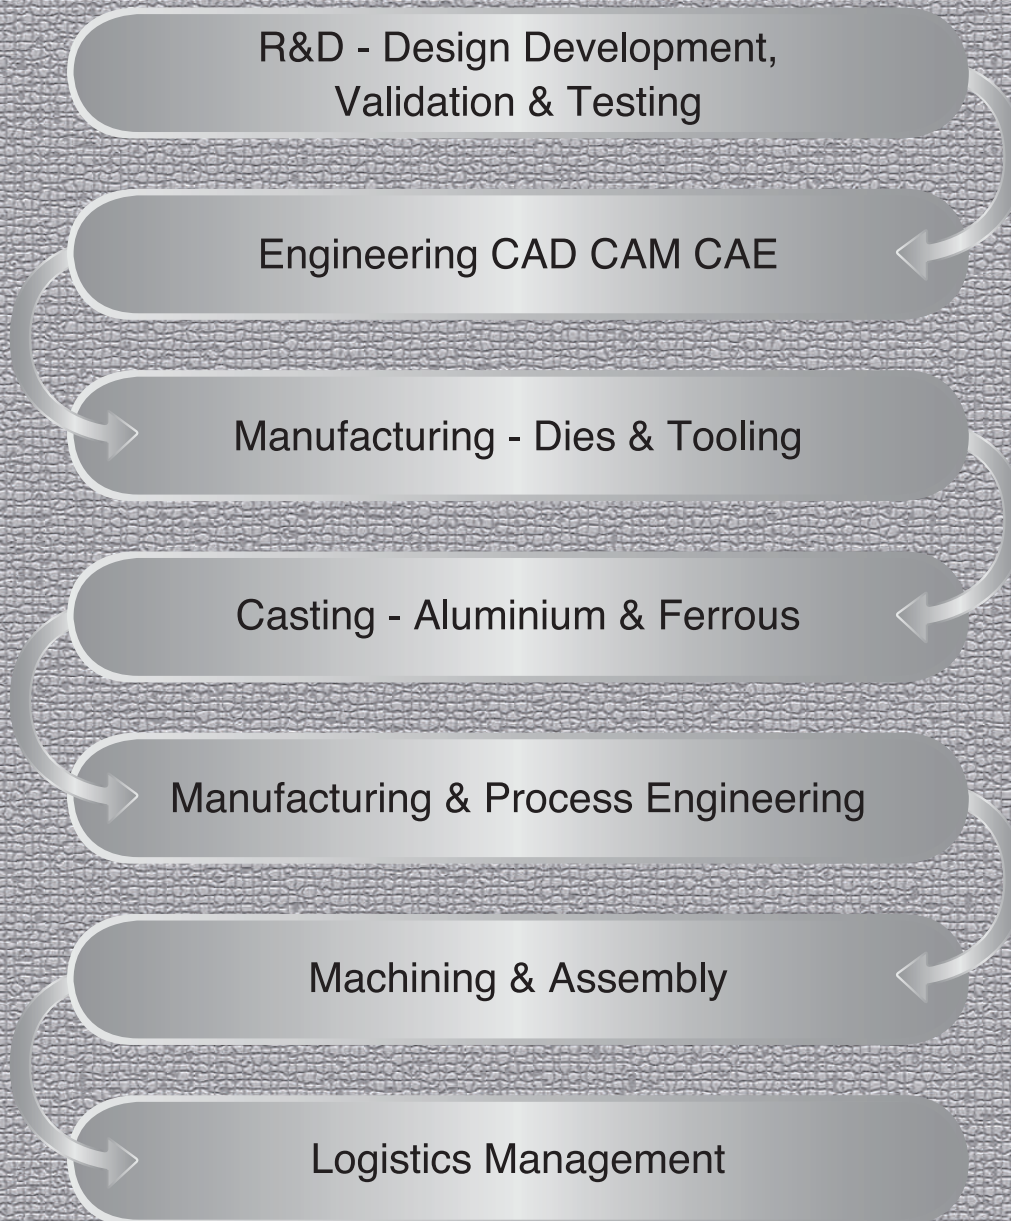 R&D - Design Development,
Validation & Testing
Engineering CAD CAM CAE
Manufacturing - Dies & Tooling
Casting - Aluminium & Ferrous
Manufacturing & Process Engineering
Machining & Assembly
Logistics Management